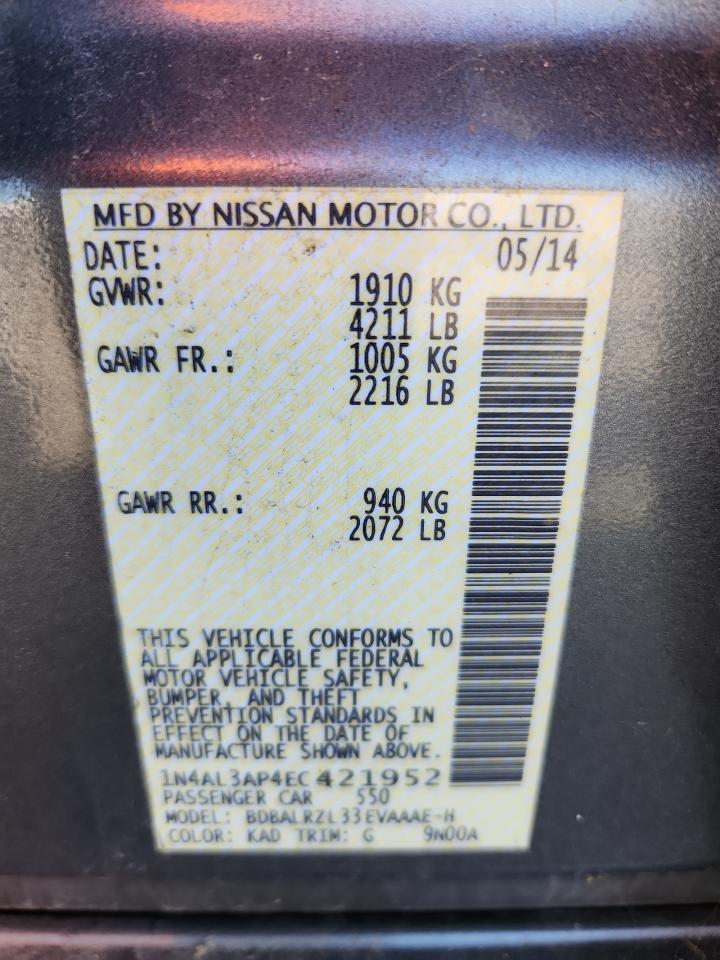 MFD BY NISSAN MOTOR CO., LTD.
DATE: 05/14
GVWR: 1910 KG
4211 LB
GAWR FR.: 1005 KG
2216 LB
GAWR RR.: 940 KG
2072 LB
THIS VEHICLE CONFORMS TO
ALL APPLICABLE FEDERAL
MOTOR VEHICLE SAFETY,
BUMPER, AND THEFT
PREVENTION STANDARDS IN
EFFECT ON THE DATE OF
MANUFACTURE SHOWN ABOVE.
1N4AL3AP4EC421952
PASSENGER CAR 550
MODEL: BDBALRZL33EVAAAE-H
COLOR: KAD TRIM: G 9N00A